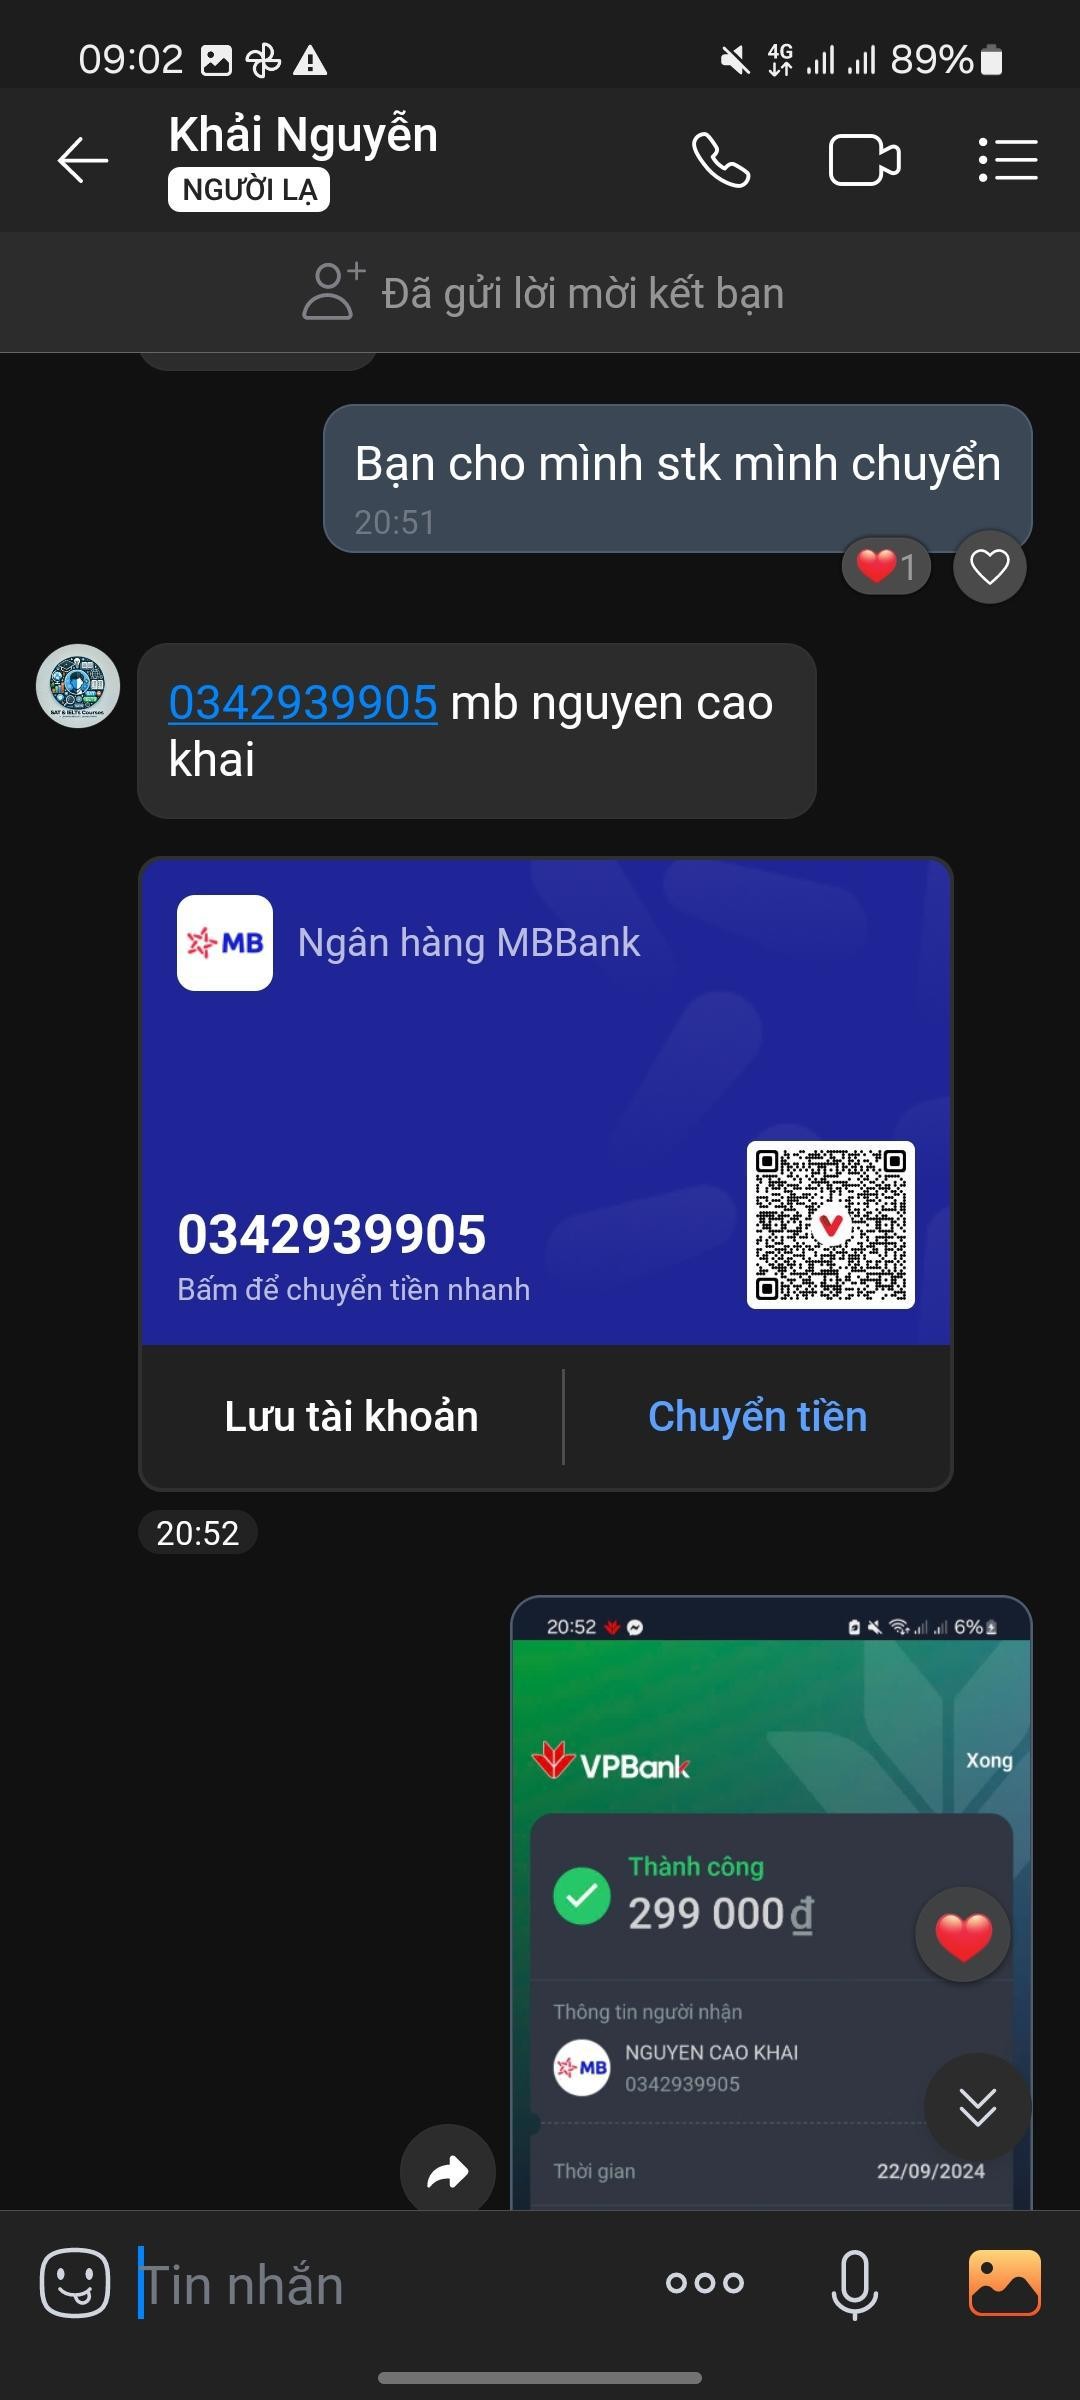 09:02
4G
89%
Khải Nguyễn
NGƯỜI LẠ
Đã gửi lời mời kết bạn
Bạn cho mình stk mình chuyển
20:51
1
SAT & IELTs Courses
0342939905 mb nguyen cao
khai
MB
Ngân hàng MBBank
0342939905
Bấm để chuyển tiền nhanh
Lưu tài khoản
Chuyển tiền
20:52
20:52
6%
VPBank
Xong
Thành công
299 000 đ
Thông tin người nhận
MB
NGUYEN CAO KHAI
0342939905
Thời gian
22/09/2024
Tin nhắn